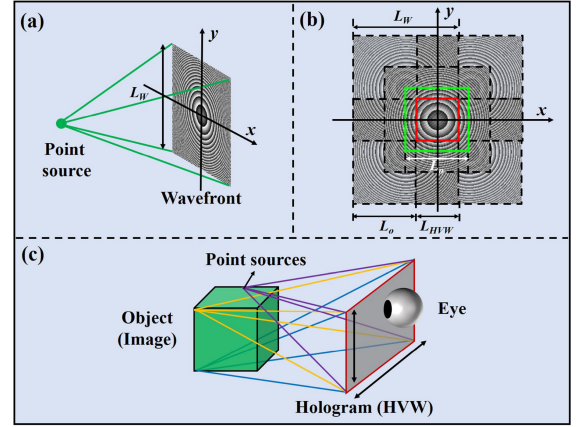 (a)
y
L_W
x
Point
source
Wavefront
(b)
y
L_W
x
L_o
L_HVW
(c)
Point sources
Object
(Image)
Eye
Hologram (HVW)